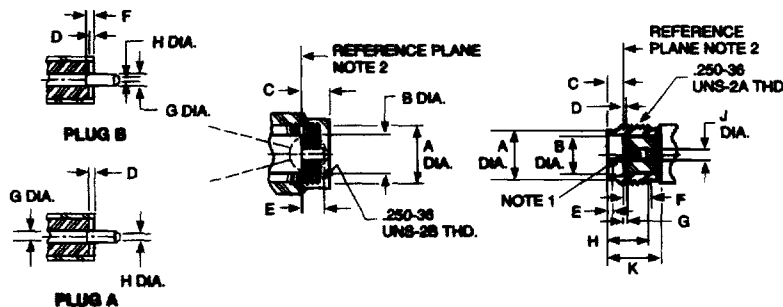 F
D
H DIA.
G DIA.
PLUG B
D
G DIA.
H DIA.
PLUG A
REFERENCE PLANE
NOTE 2
C
B DIA.
A
DIA.
E
.250-36
UNS-2B THD.
REFERENCE
PLANE NOTE 2
C
.250-36
UNS-2A THD.
D
J
DIA.
A
DIA.
B
DIA.
NOTE 1
F
E
G
H
K